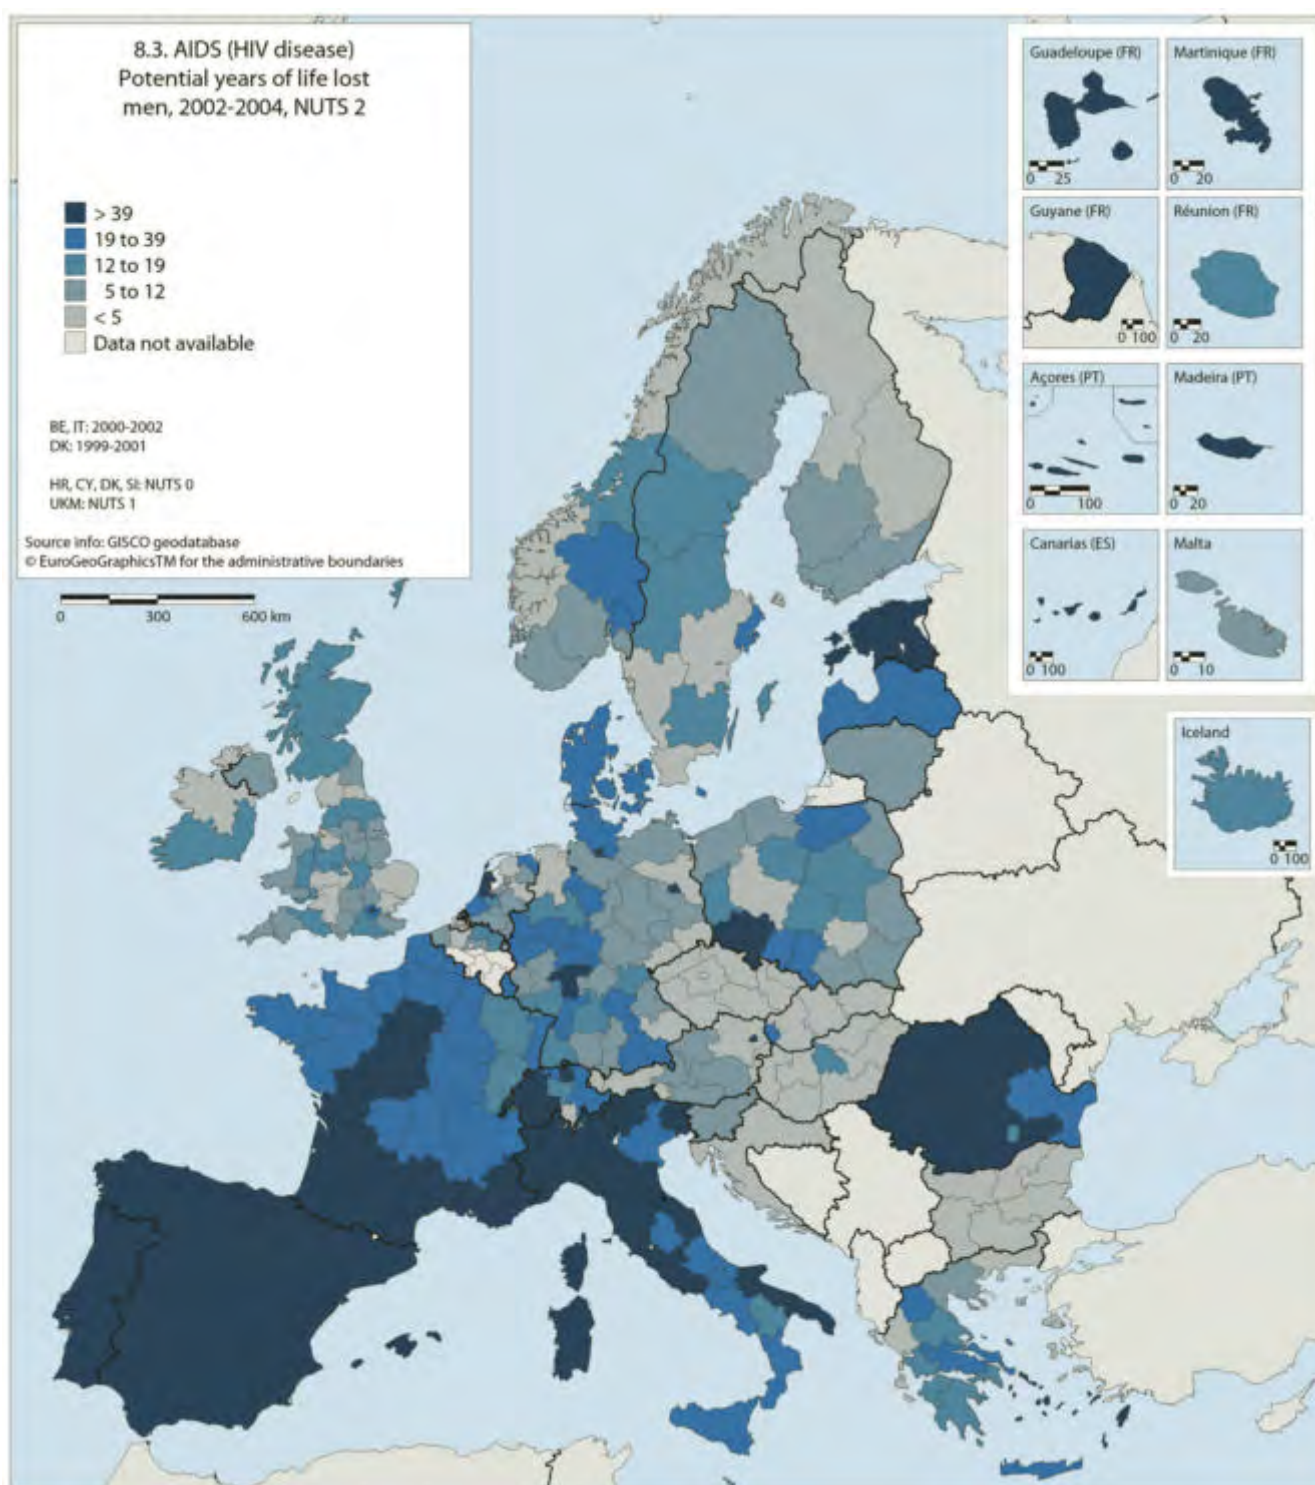 8.3. AIDS (HIV disease)
Potential years of life lost
men, 2002-2004, NUTS 2
> 39
19 to 39
12 to 19
5 to 12
< 5
Data not available
BE, IT: 2000-2002
DK: 1999-2001
HR, CY, DK, SI: NUTS 0
UKM: NUTS 1
Source info: GISCO geodatabase
© EuroGeoGraphicsTM for the administrative boundaries
0 300 600 km
Guadeloupe (FR)
0 25
Martinique (FR)
0 20
Guyane (FR)
0 100
Réunion (FR)
0 20
Açores (PT)
0 100
Madeira (PT)
0 20
Canarias (ES)
0 100
Malta
0 10
Iceland
0 100